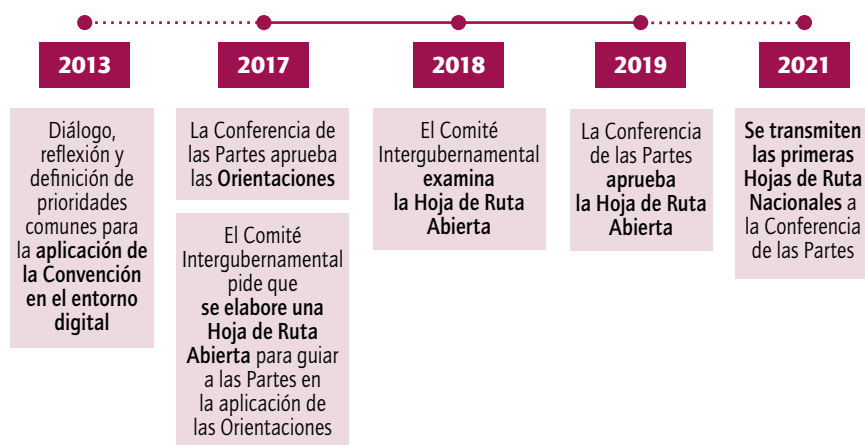 2013
Diálogo,
reflexión y
definición de
prioridades
comunes para
la aplicación de
la Convención
en el entorno
digital
2017
La Conferencia de
las Partes aprueba
las Orientaciones
El Comité
Intergubernamental
pide que
se elabore una
Hoja de Ruta
Abierta para guiar
a las Partes en
la aplicación de
las Orientaciones
2018
El Comité
Intergubernamental
examina
la Hoja de Ruta
Abierta
2019
La Conferencia
de las Partes
aprueba
la Hoja de Ruta
Abierta
2021
Se transmiten
las primeras
Hojas de Ruta
Nacionales a
la Conferencia
de las Partes